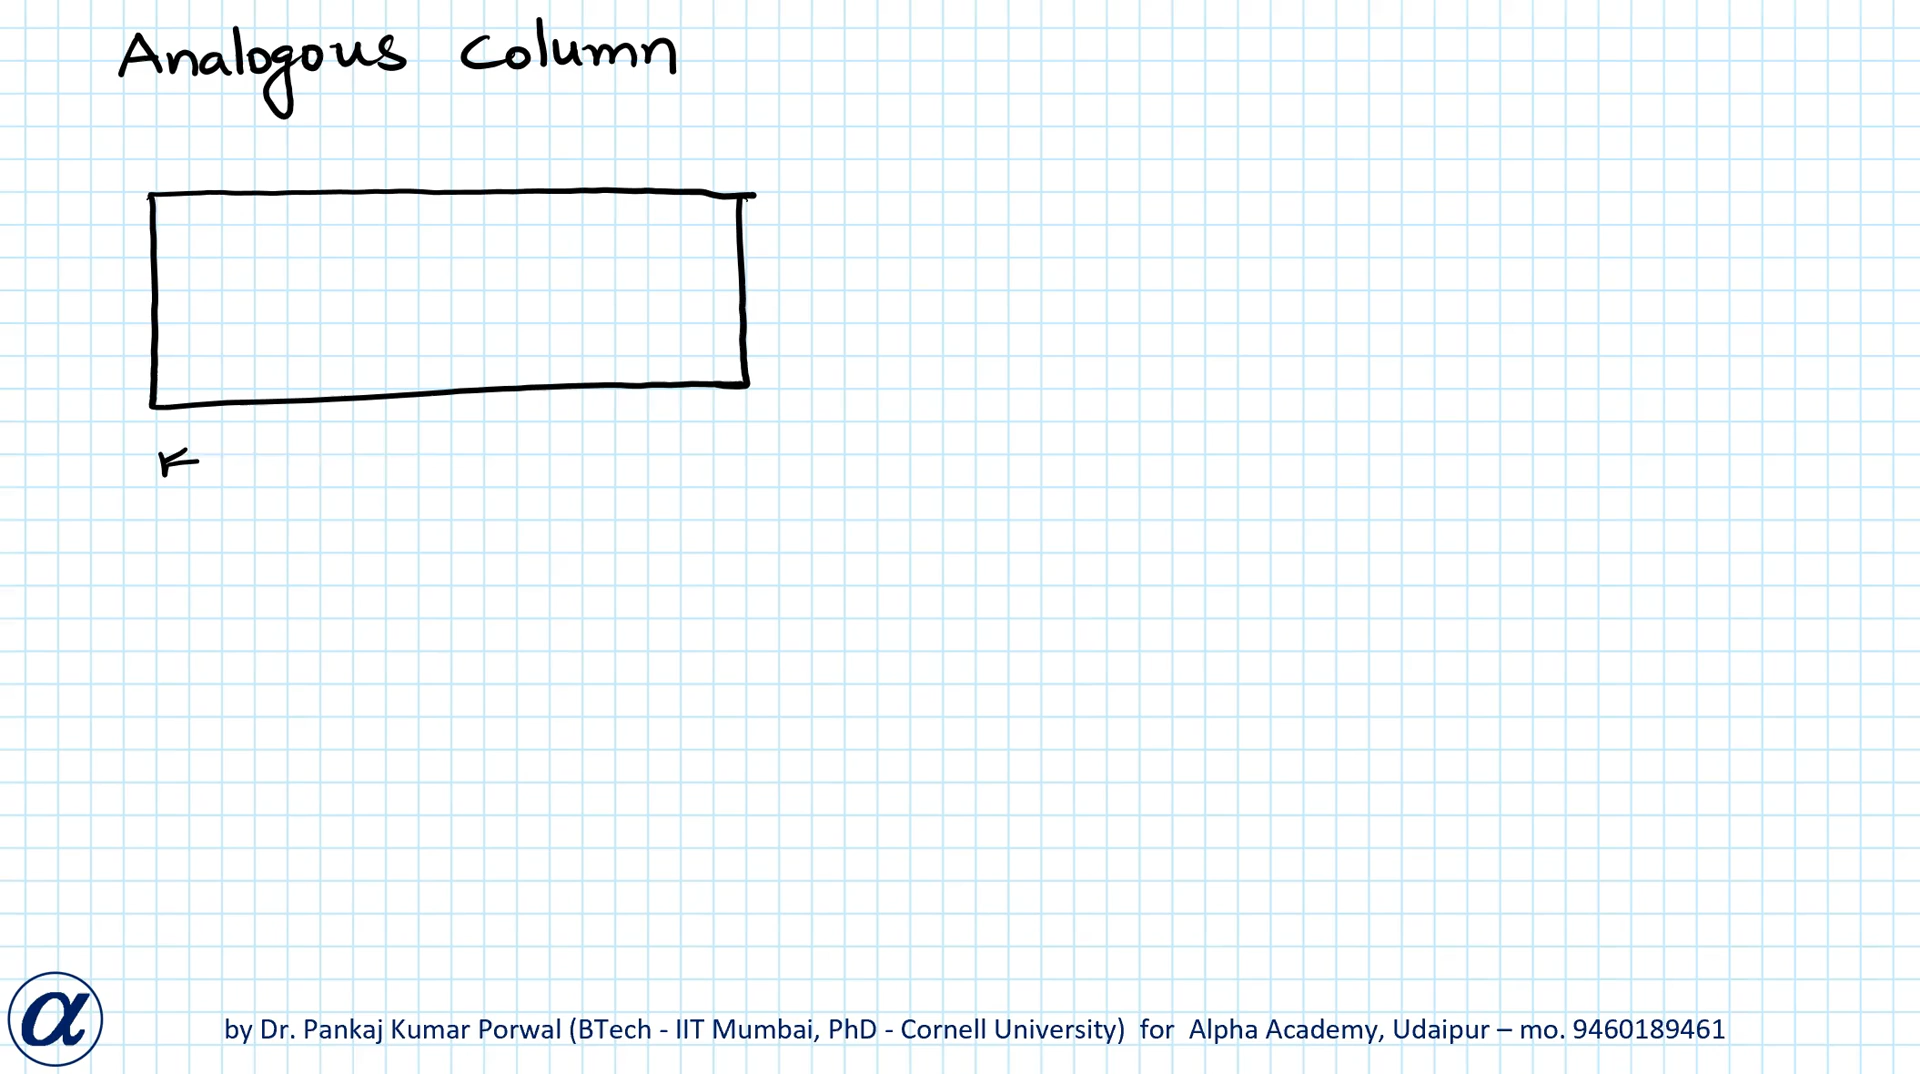 Analogous Column
α by Dr. Pankaj Kumar Porwal (BTech - IIT Mumbai, PhD - Cornell University) for Alpha Academy, Udaipur – mo. 9460189461